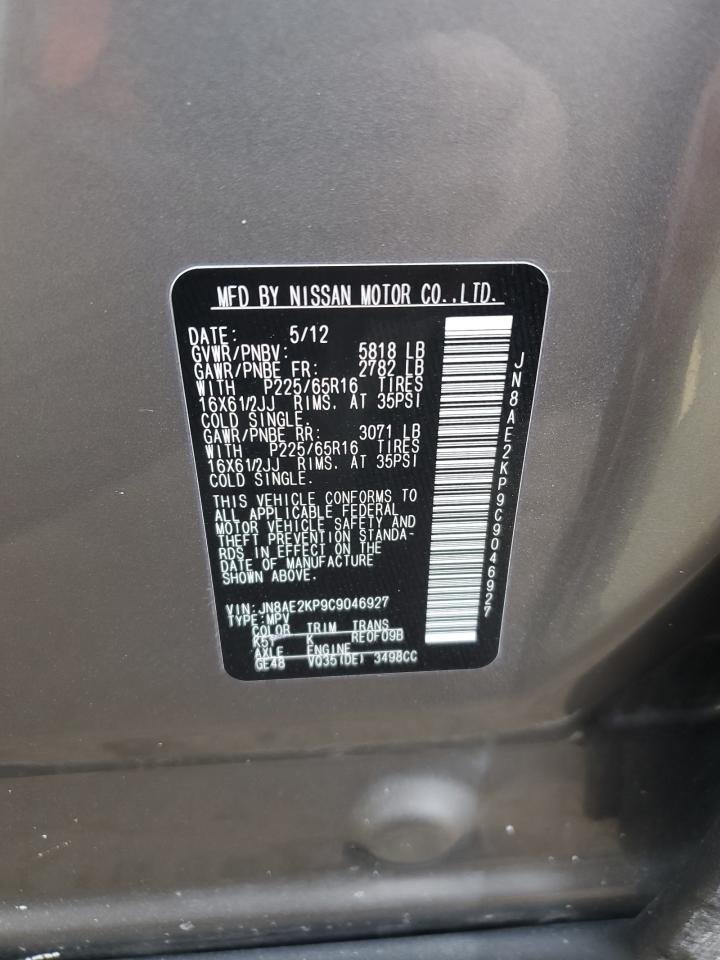 MFD BY NISSAN MOTOR CO.,LTD.
DATE: 5/12
GVWR/PNBV: 5818 LB
GAWR/PNBE FR: 2782 LB
WITH P225/65R16 TIRES
16X61/2JJ RIMS. AT 35PSI
COLD SINGLE.
GAWR/PNBE RR: 3071 LB
WITH P225/65R16 TIRES
16X61/2JJ RIMS. AT 35PSI
COLD SINGLE.
THIS VEHICLE CONFORMS TO
ALL APPLICABLE FEDERAL
MOTOR VEHICLE SAFETY AND
THEFT PREVENTION STANDA-
RDS IN EFFECT ON THE
DATE OF MANUFACTURE
SHOWN ABOVE.
VIN:JN8AE2KP9C9046927
TYPE:MPV
COLOR TRIM TRANS
K51 K RE0F09B
AXLE ENGINE
GE48 VQ35(DE) 3498CC
JN8AE2KP9C9046927